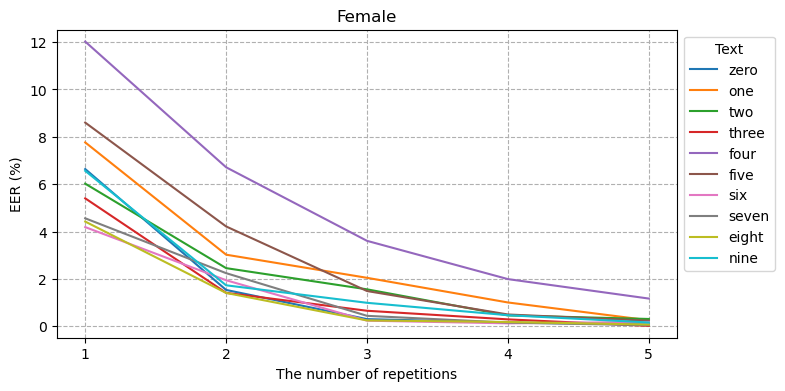 Female
EER (%)
12
10
8
6
4
2
0
1 2 3 4 5
The number of repetitions
Text
zero
one
two
three
four
five
six
seven
eight
nine